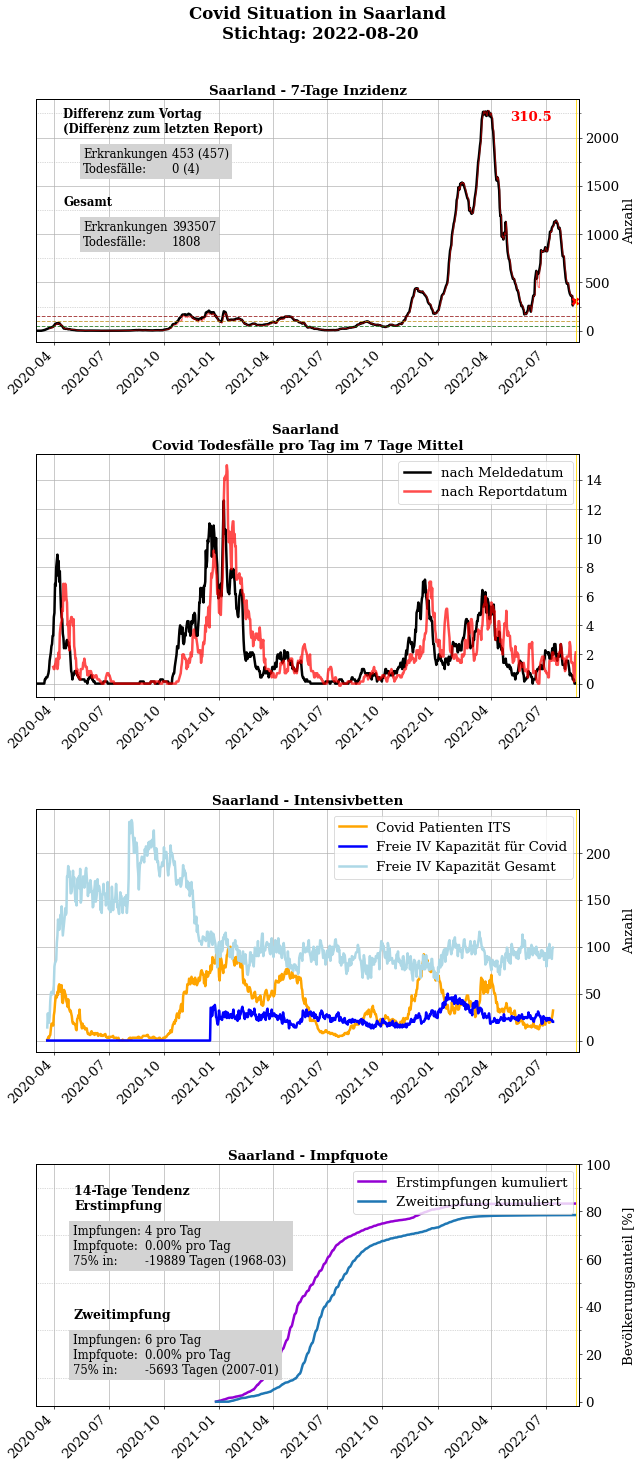 Covid Situation in Saarland
Stichtag: 2022-08-20
Saarland - 7-Tage Inzidenz
Differenz zum Vortag
(Differenz zum letzten Report)
Erkrankungen 453 (457)
Todesfälle: 0 (4)
Gesamt
Erkrankungen 393507
Todesfälle: 1808
310.5
2000
1500
1000
500
0
Anzahl
2020-04 2020-07 2020-10 2021-01 2021-04 2021-07 2021-10 2022-01 2022-04 2022-07
Saarland
Covid Todesfälle pro Tag im 7 Tage Mittel
nach Meldedatum
nach Reportdatum
14
12
10
8
6
4
2
0
2020-04 2020-07 2020-10 2021-01 2021-04 2021-07 2021-10 2022-01 2022-04 2022-07
Saarland - Intensivbetten
Covid Patienten ITS
Freie IV Kapazität für Covid
Freie IV Kapazität Gesamt
200
150
100
50
0
Anzahl
2020-04 2020-07 2020-10 2021-01 2021-04 2021-07 2021-10 2022-01 2022-04 2022-07
Saarland - Impfquote
14-Tage Tendenz
Erstimpfung
Impfungen: 4 pro Tag
Impfquote: 0.00% pro Tag
75% in: -19889 Tagen (1968-03)
Zweitimpfung
Impfungen: 6 pro Tag
Impfquote: 0.00% pro Tag
75% in: -5693 Tagen (2007-01)
Erstimpfungen kumuliert
Zweitimpfung kumuliert
100
80
60
40
20
0
Bevölkerungsanteil [%]
2020-04 2020-07 2020-10 2021-01 2021-04 2021-07 2021-10 2022-01 2022-04 2022-07